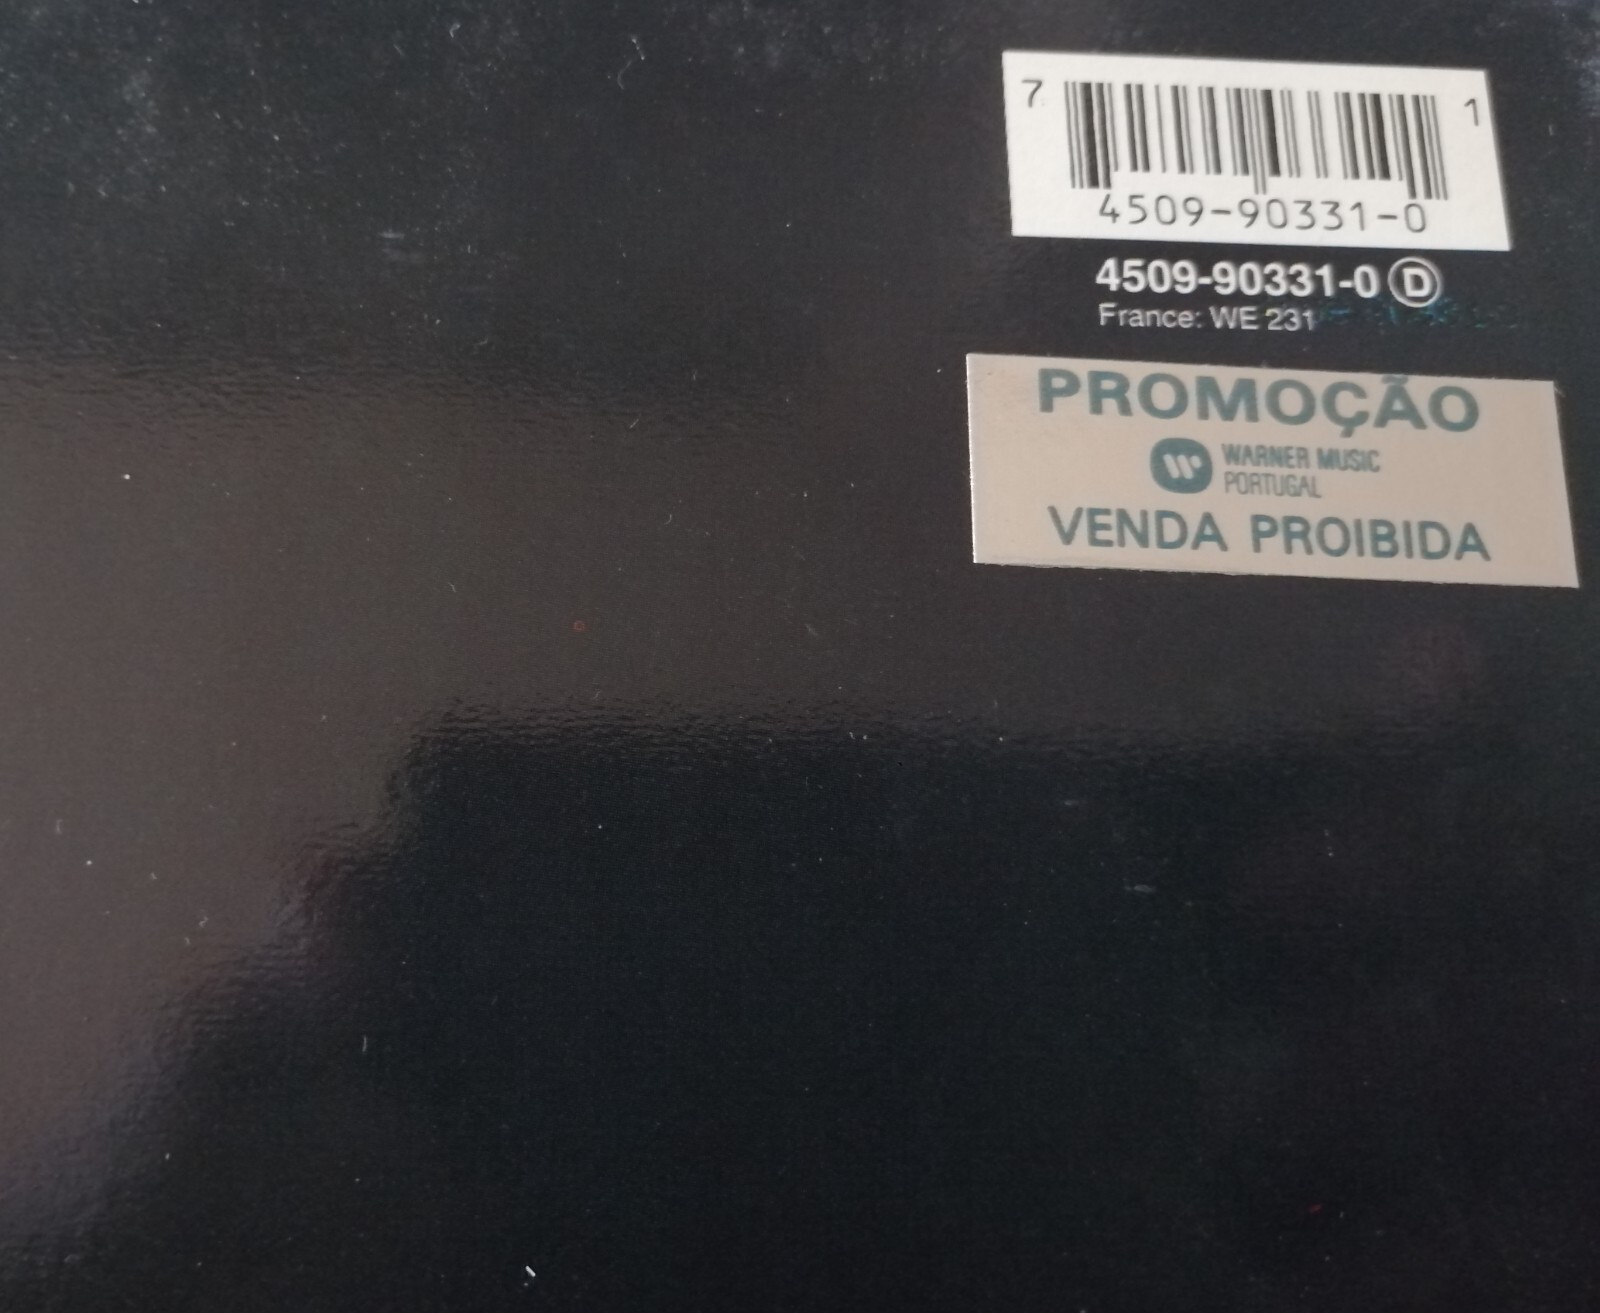 7 1
4509-90331-0
4509-90331-0 D
France: WE 231
PROMOÇÃO
WARNER MUSIC
PORTUGAL
VENDA PROIBIDA